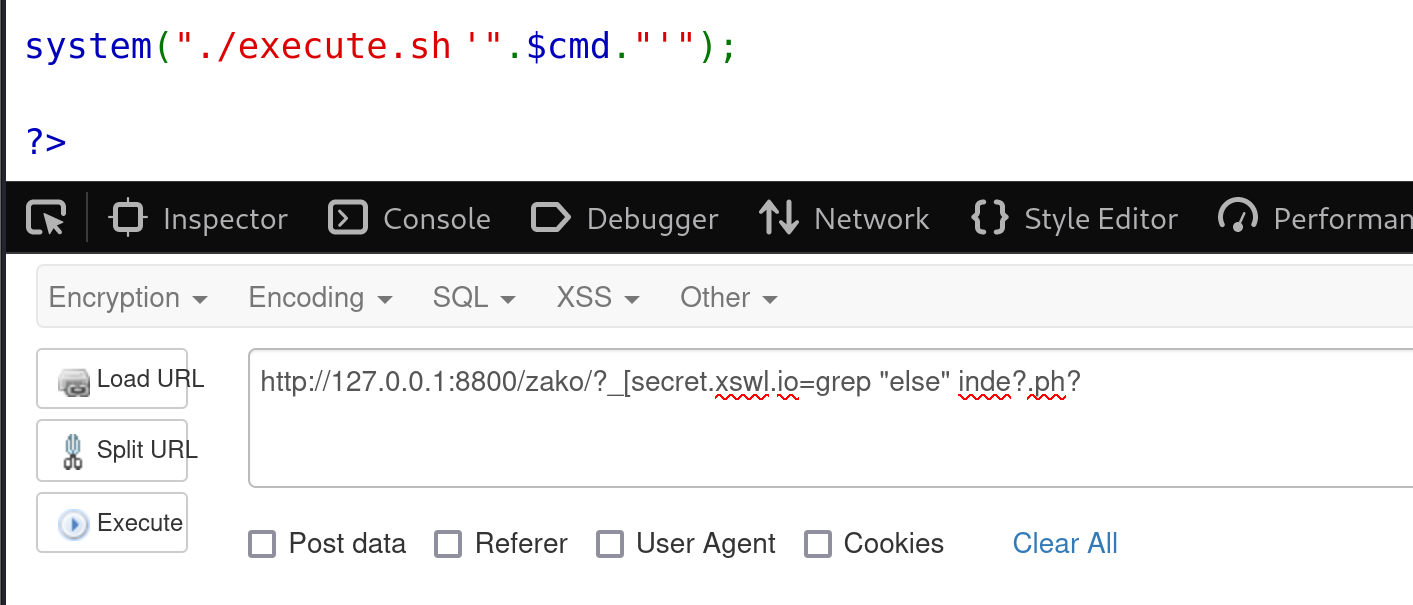 system("./execute.sh '".$cmd."'");
?>
Inspector Console Debugger Network Style Editor Performan
Encryption Encoding SQL XSS Other
Load URL
http://127.0.0.1:8800/zako/?_[secret.xswl.io=grep "else" inde?.ph?
Split URL
Execute
Post data Referer User Agent Cookies Clear All